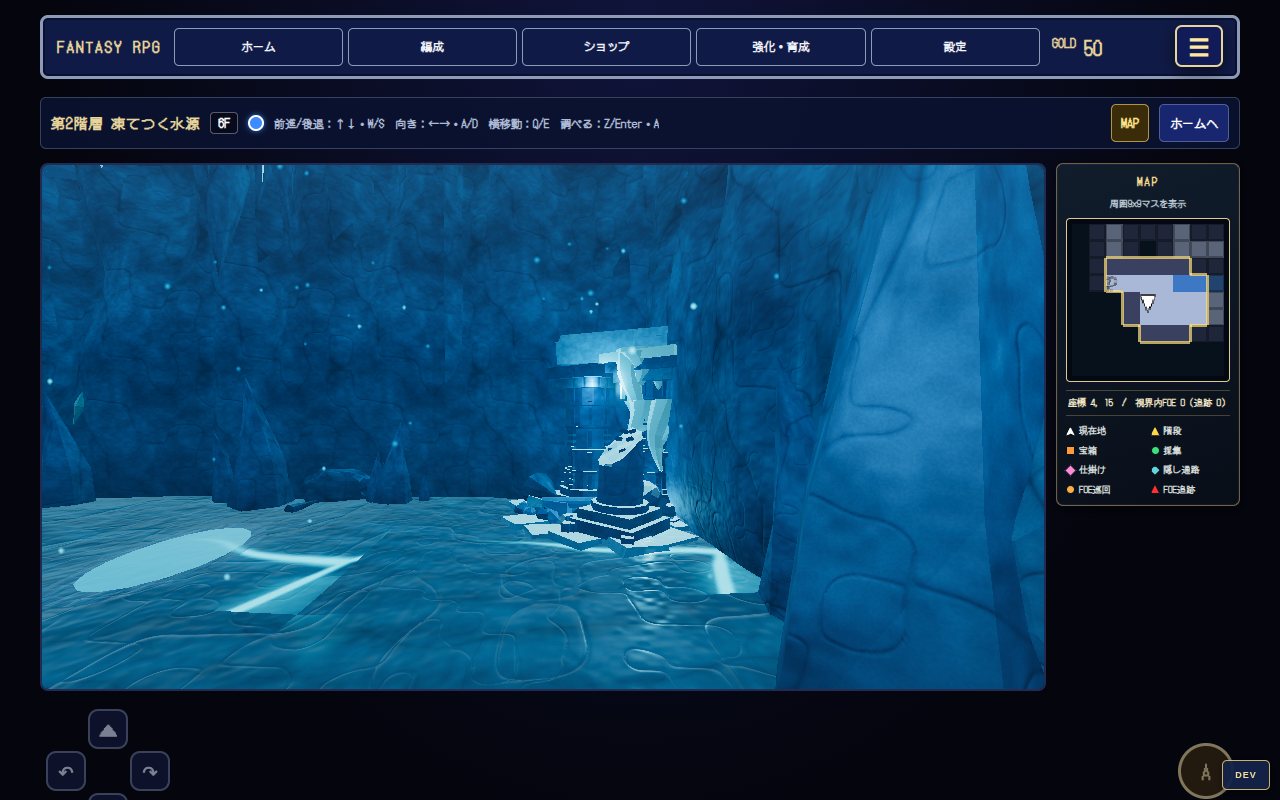 FANTASY RPG
ホーム
編成
ショップ
強化・育成
設定
GOLD 50
第2階層 凍てつく水源
6F
前進/後退：↑↓・W/S 向き：←→・A/D 横移動：Q/E 調べる：Z/Enter・A
MAP
ホームへ
MAP
周囲9x9マスを表示
座標 4, 15 / 視界内FOE 0 (追跡 0)
現在地
階段
宝箱
採集
仕掛け
隠し通路
FOE巡回
FOE追跡
A
DEV